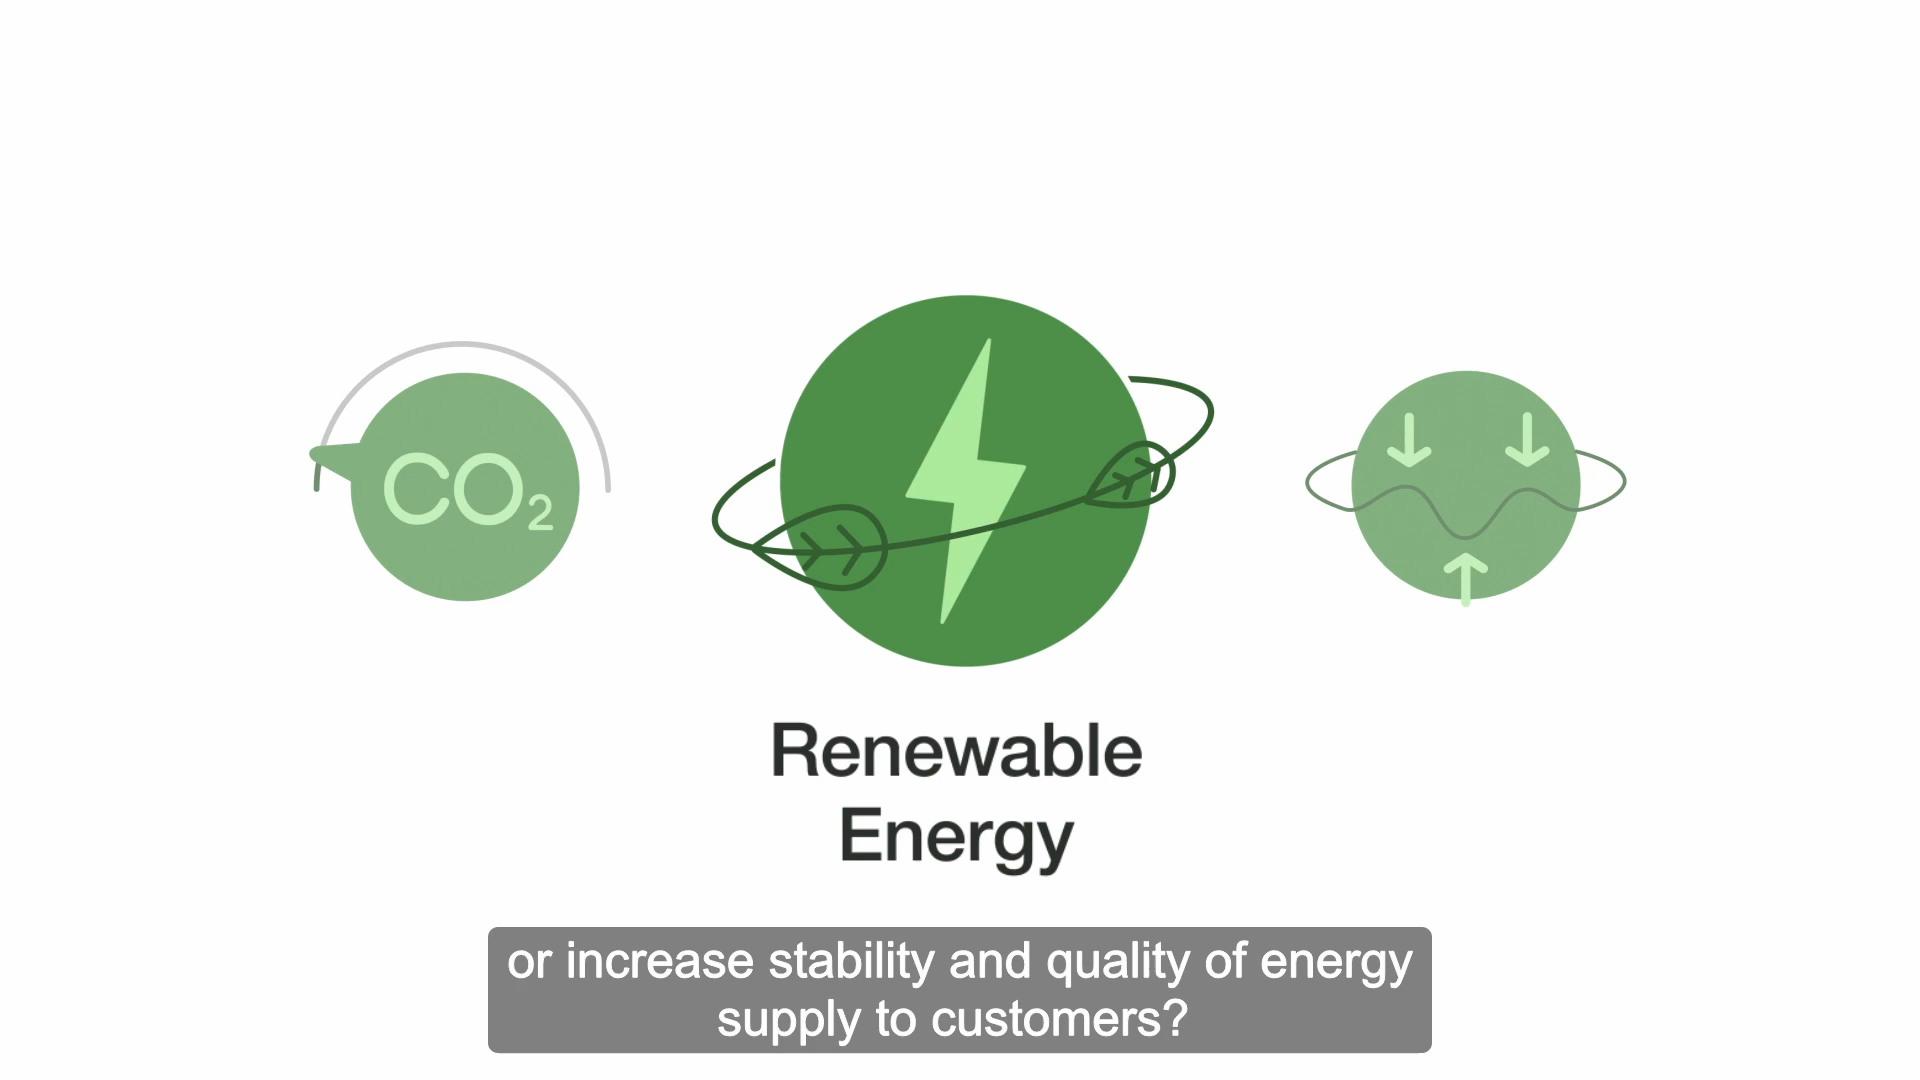 CO₂
Renewable
Energy
or increase stability and quality of energy
supply to customers?